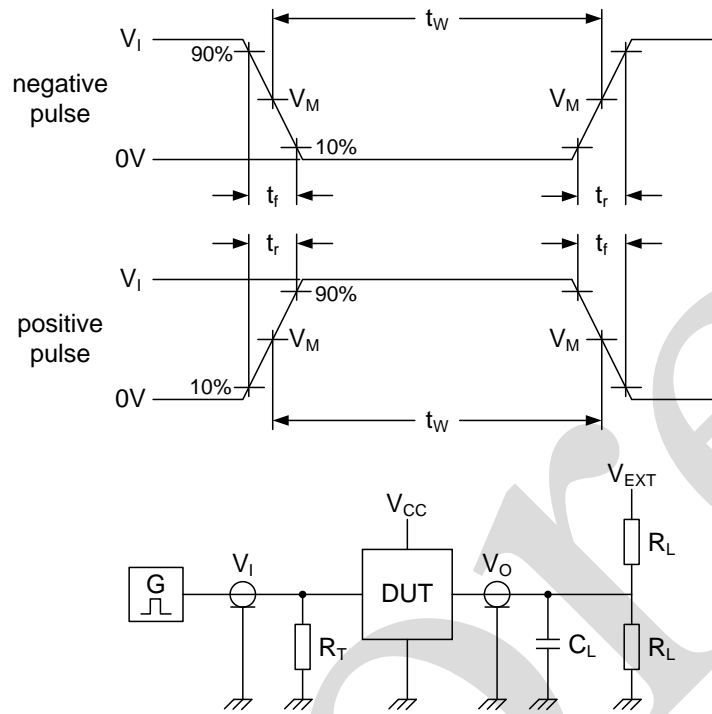 V_I
90%
t_W
negative
pulse
V_M
V_M
0V
10%
t_f
t_r
t_r
t_f
V_I
90%
positive
pulse
V_M
V_M
10%
0V
t_W
V_EXT
V_CC
R_L
V_I
V_O
G
DUT
R_T
C_L
R_L